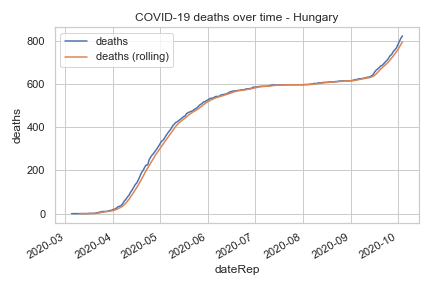 COVID-19 deaths over time - Hungary
deaths
deaths (rolling)
800
600
400
200
0
deaths
2020-03
2020-04
2020-05
2020-06
2020-07
2020-08
2020-09
2020-10
dateRep